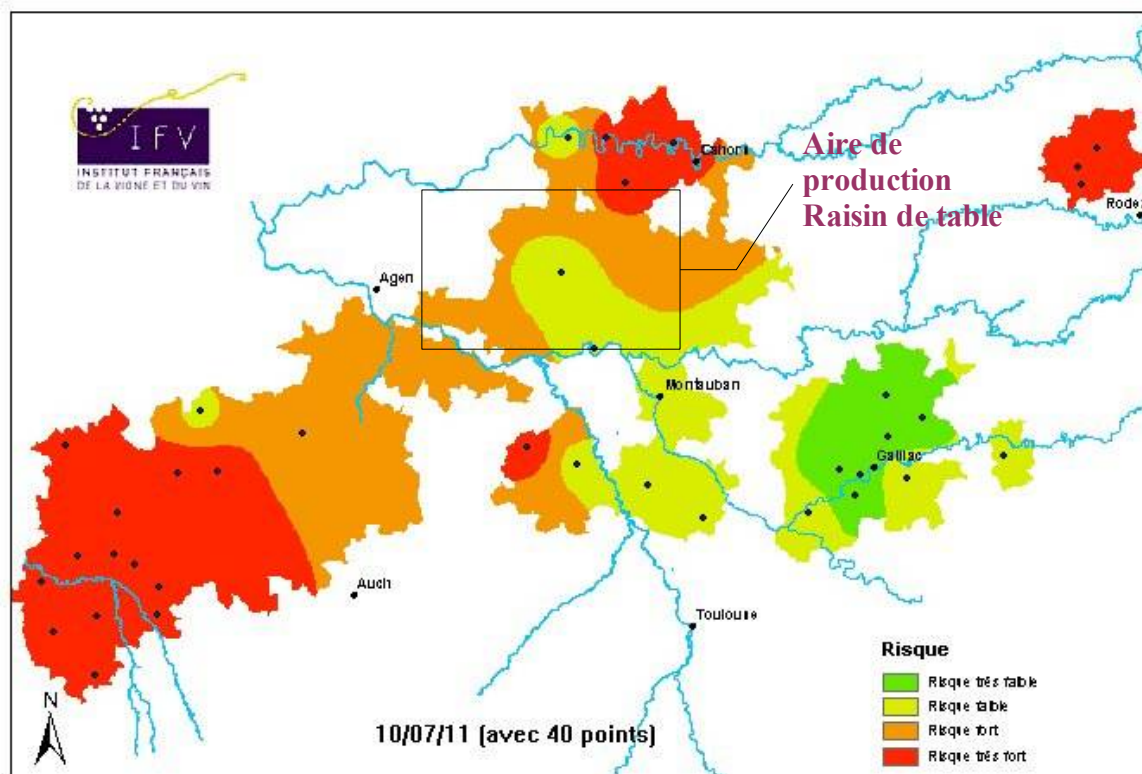 IFV
INSTITUT FRANÇAIS
DE LA VIGNE ET DU VIN
Aire de
production
Raisin de table
Cahors
Rodez
Agen
Montauban
Gaillac
Auch
Toulouse
N
10/07/11 (avec 40 points)
Risque
Risque très faible
Risque faible
Risque fort
Risque très fort